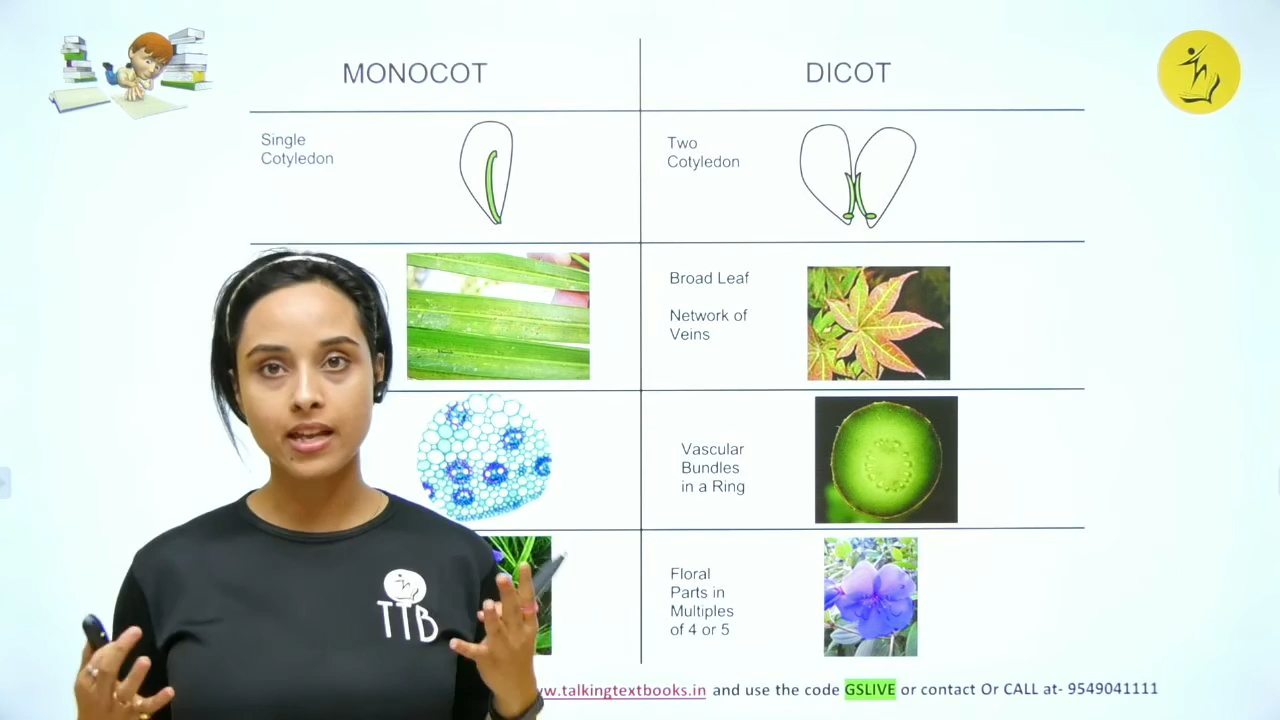 MONOCOT
DICOT
Single
Cotyledon
Two
Cotyledon
Broad Leaf
Network of
Veins
Vascular
Bundles
in a Ring
Floral
Parts in
Multiples
of 4 or 5
TTB
.talkingtextbooks.in and use the code GSLIVE or contact Or CALL at- 9549041111